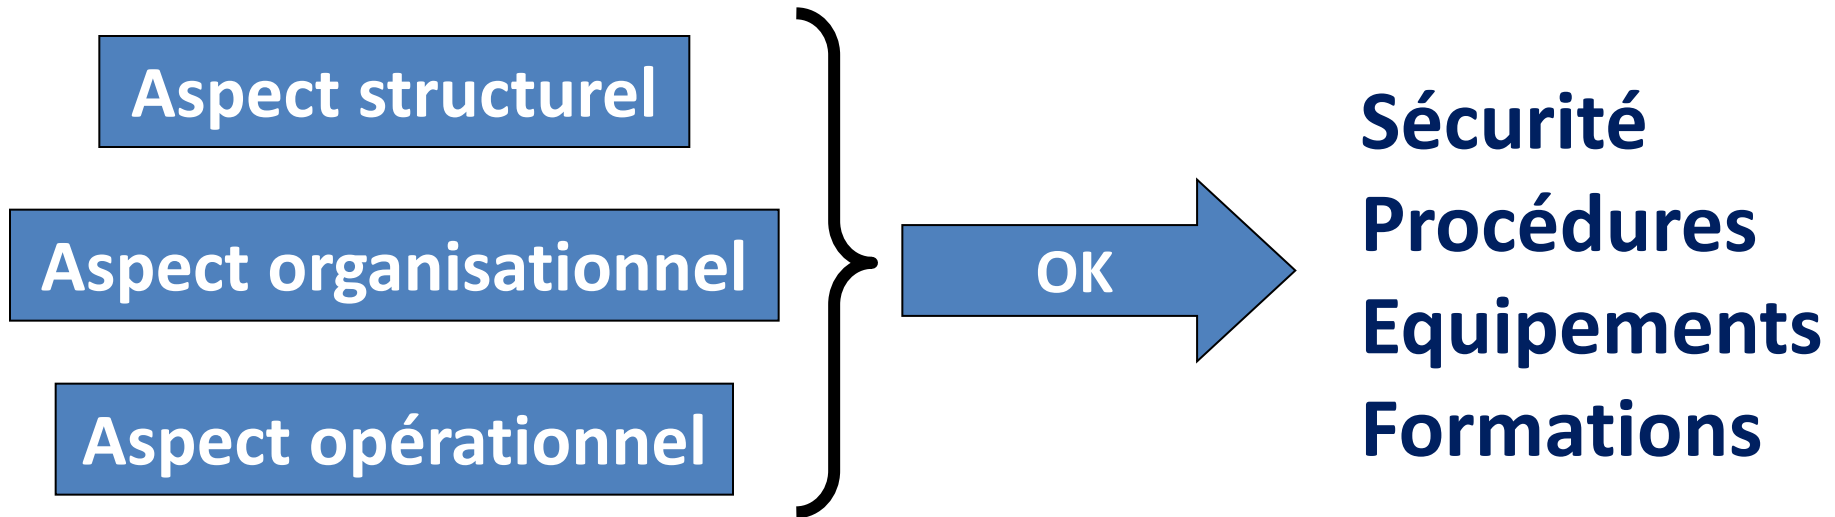 Aspect structurel
Aspect organisationnel
Aspect opérationnel
OK
Sécurité
Procédures
Equipements
Formations